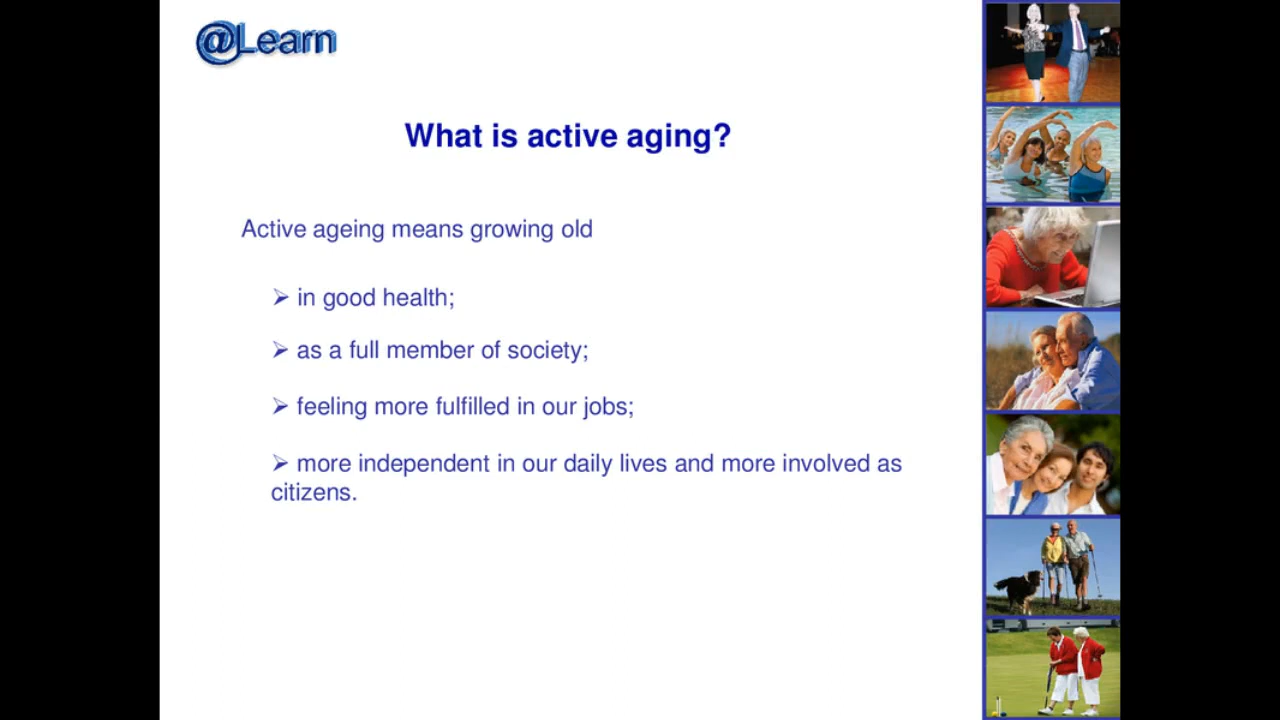 @Learn
What is active aging?
Active ageing means growing old
➢ in good health;
➢ as a full member of society;
➢ feeling more fulfilled in our jobs;
➢ more independent in our daily lives and more involved as
citizens.